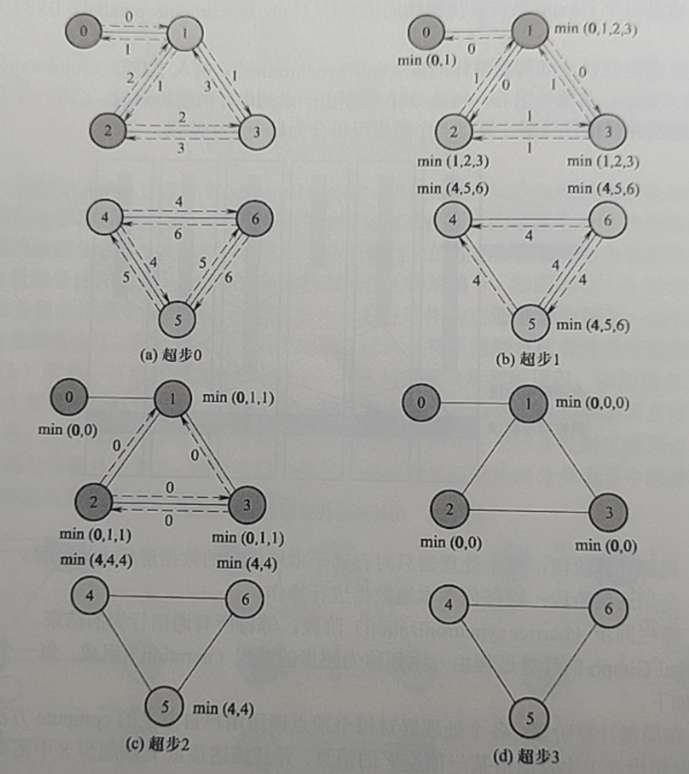 0
0 1
1
2 1 3 1
2
2 3
3
4
4 6
6
5 4 5 6
5
(a) 超步0
0 1 min (0,1,2,3)
0
min (0,1)
1 0 1 0
1
2 3
1
min (1,2,3) min (1,2,3)
min (4,5,6) min (4,5,6)
4 6
4
4 4 4
5 min (4,5,6)
(b) 超步1
0 1 min (0,1,1)
min (0,0)
0 0
0
2 3
0
min (0,1,1) min (0,1,1)
min (4,4,4) min (4,4)
4 6
5 min (4,4)
(c) 超步2
0 1 min (0,0,0)
2 3
min (0,0) min (0,0)
4 6
5
(d) 超步3